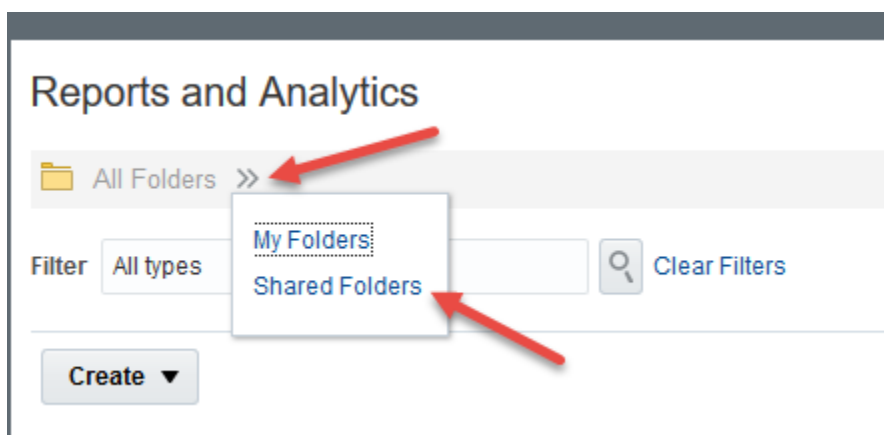 Reports and Analytics
All Folders »
My Folders
Filter All types Clear Filters
Shared Folders
Create ▼